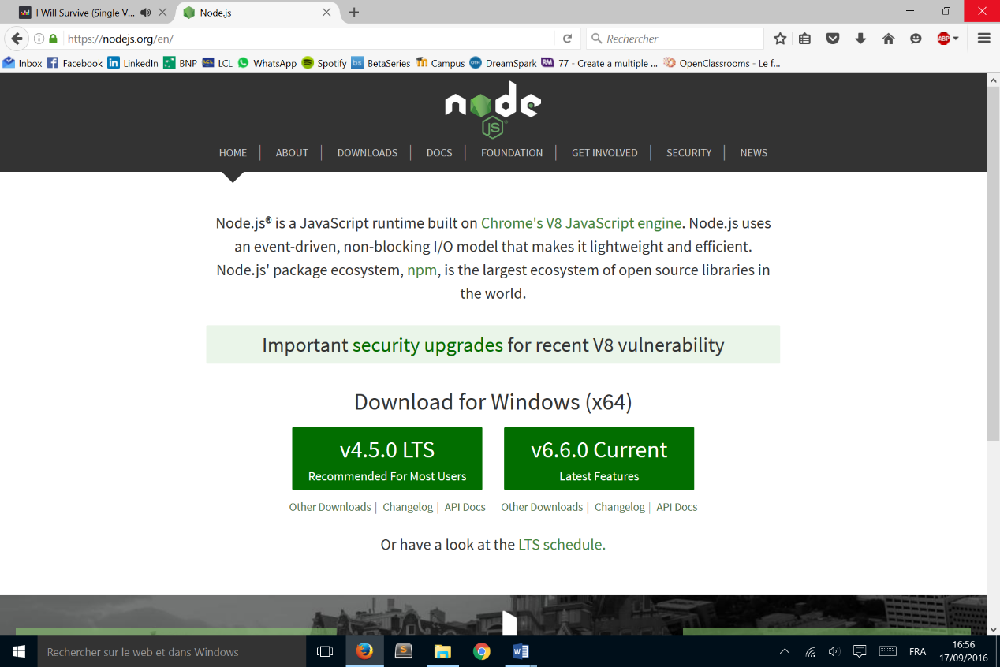 I Will Survive (Single V...
Node.js
https://nodejs.org/en/
Rechercher
ABP
Inbox
Facebook
LinkedIn
BNP
LCL
WhatsApp
Spotify
bs BetaSeries
Campus
OTH DreamSpark
RM 77 - Create a multiple ...
OpenClassrooms - Le f...
node
JS
HOME | ABOUT | DOWNLOADS | DOCS | FOUNDATION | GET INVOLVED | SECURITY | NEWS
Node.js® is a JavaScript runtime built on Chrome's V8 JavaScript engine. Node.js uses
an event-driven, non-blocking I/O model that makes it lightweight and efficient.
Node.js' package ecosystem, npm, is the largest ecosystem of open source libraries in
the world.
Important security upgrades for recent V8 vulnerability
Download for Windows (x64)
v4.5.0 LTS
Recommended For Most Users
v6.6.0 Current
Latest Features
Other Downloads | Changelog | API Docs
Other Downloads | Changelog | API Docs
Or have a look at the LTS schedule.
Rechercher sur le web et dans Windows
FRA
16:56
17/09/2016